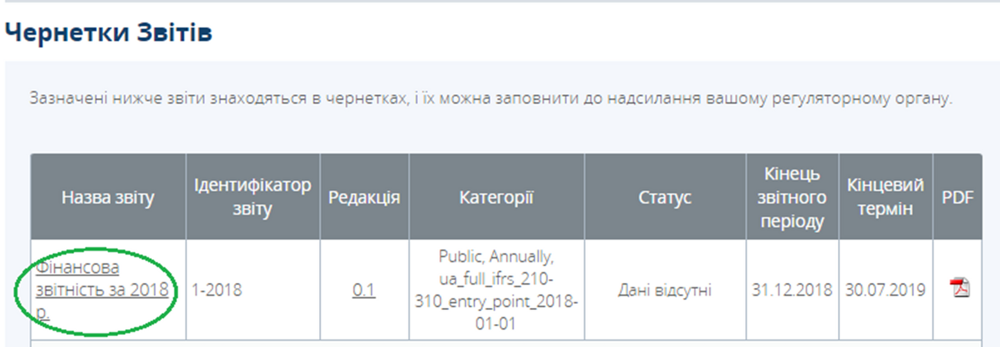 Чернетки Звітів
Зазначені нижче звіти знаходяться в чернетках, і їх можна заповнити до надсилання вашому регуляторному органу.
Назва звіту
Ідентифікатор
звіту
Редакція
Категорії
Статус
Кінець
звітного
періоду
Кінцевий
термін
PDF
Фінансова
звітність за 2018
р.
1-2018
0.1
Public, Annually,
ua_full_ifrs_210-
310_entry_point_2018-
01-01
Дані відсутні
31.12.2018
30.07.2019